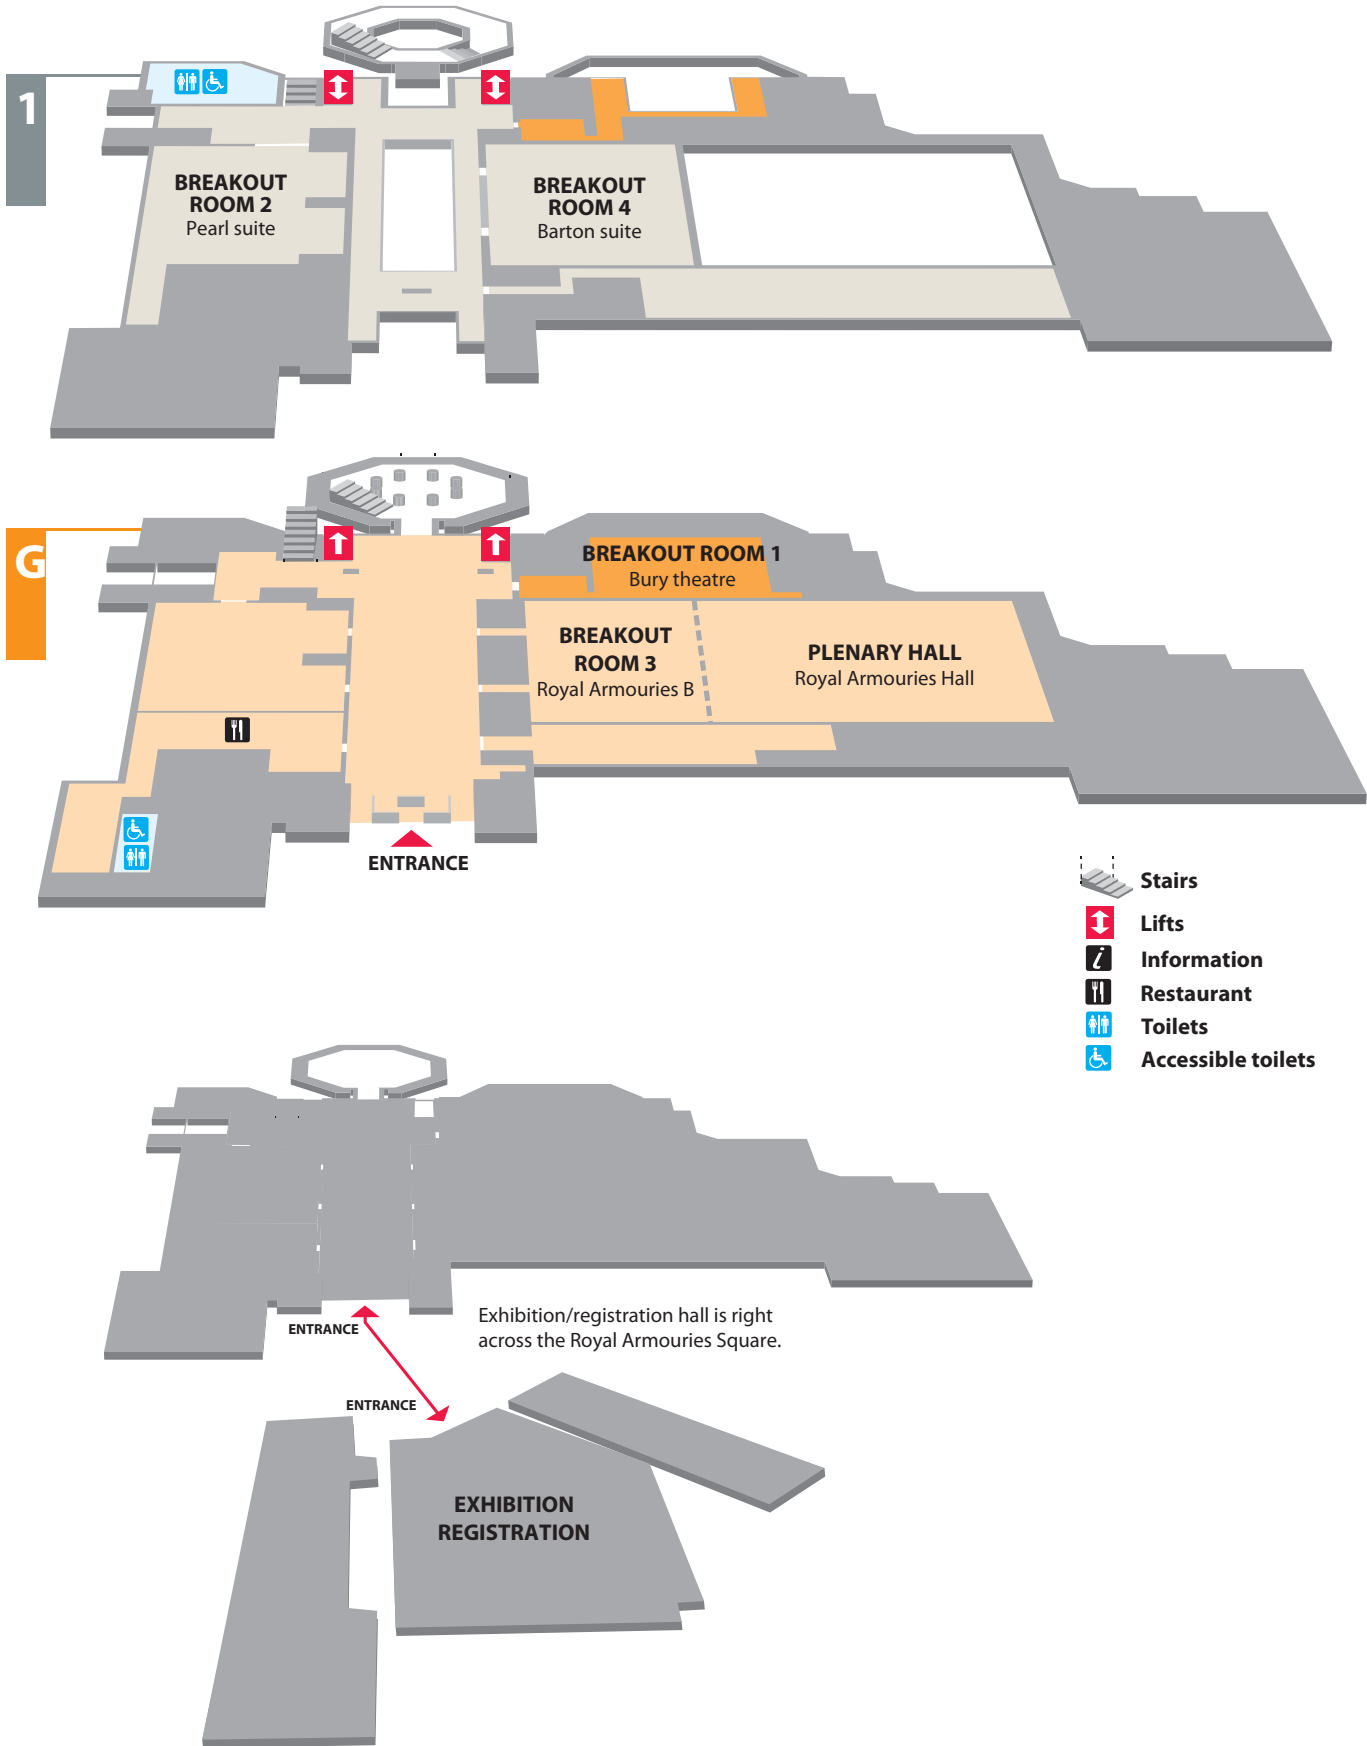 1
BREAKOUT
ROOM 2
Pearl suite
BREAKOUT
ROOM 4
Barton suite
G
BREAKOUT ROOM 1
Bury theatre
BREAKOUT
ROOM 3
Royal Armouries B
PLENARY HALL
Royal Armouries Hall
ENTRANCE
Stairs
Lifts
i Information
Restaurant
Toilets
Accessible toilets
Exhibition/registration hall is right
across the Royal Armouries Square.
ENTRANCE
ENTRANCE
EXHIBITION
REGISTRATION